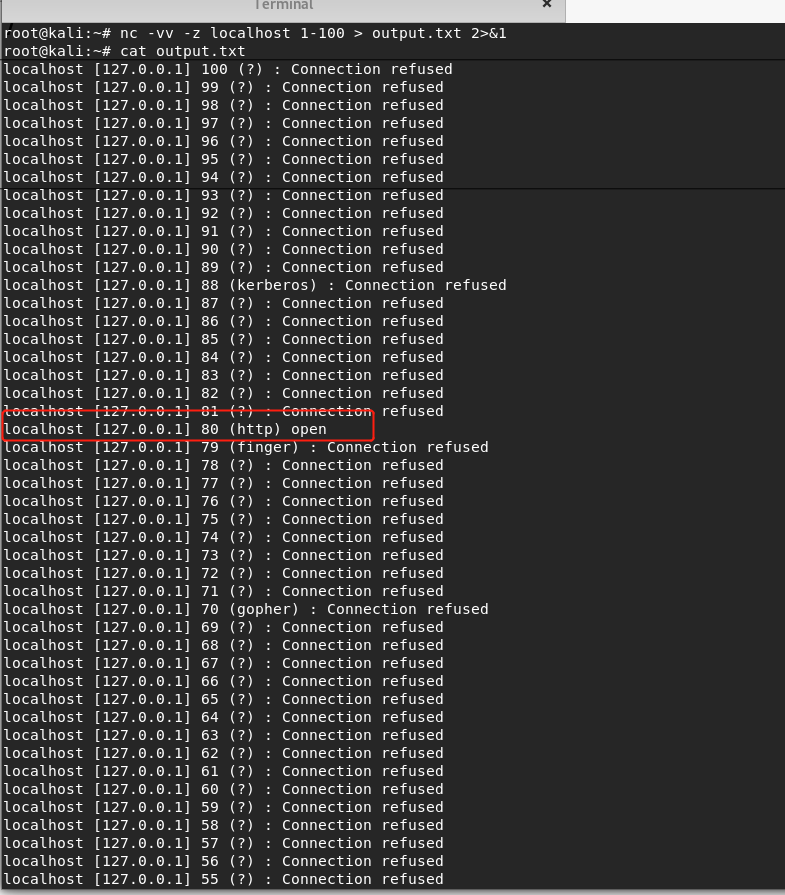 Terminal
root@kali:~# nc -vv -z localhost 1-100 > output.txt 2>&1
root@kali:~# cat output.txt
localhost [127.0.0.1] 100 (?) : Connection refused
localhost [127.0.0.1] 99 (?) : Connection refused
localhost [127.0.0.1] 98 (?) : Connection refused
localhost [127.0.0.1] 97 (?) : Connection refused
localhost [127.0.0.1] 96 (?) : Connection refused
localhost [127.0.0.1] 95 (?) : Connection refused
localhost [127.0.0.1] 94 (?) : Connection refused
localhost [127.0.0.1] 93 (?) : Connection refused
localhost [127.0.0.1] 92 (?) : Connection refused
localhost [127.0.0.1] 91 (?) : Connection refused
localhost [127.0.0.1] 90 (?) : Connection refused
localhost [127.0.0.1] 89 (?) : Connection refused
localhost [127.0.0.1] 88 (kerberos) : Connection refused
localhost [127.0.0.1] 87 (?) : Connection refused
localhost [127.0.0.1] 86 (?) : Connection refused
localhost [127.0.0.1] 85 (?) : Connection refused
localhost [127.0.0.1] 84 (?) : Connection refused
localhost [127.0.0.1] 83 (?) : Connection refused
localhost [127.0.0.1] 82 (?) : Connection refused
localhost [127.0.0.1] 81 (?) : Connection refused
localhost [127.0.0.1] 80 (http) open
localhost [127.0.0.1] 79 (finger) : Connection refused
localhost [127.0.0.1] 78 (?) : Connection refused
localhost [127.0.0.1] 77 (?) : Connection refused
localhost [127.0.0.1] 76 (?) : Connection refused
localhost [127.0.0.1] 75 (?) : Connection refused
localhost [127.0.0.1] 74 (?) : Connection refused
localhost [127.0.0.1] 73 (?) : Connection refused
localhost [127.0.0.1] 72 (?) : Connection refused
localhost [127.0.0.1] 71 (?) : Connection refused
localhost [127.0.0.1] 70 (gopher) : Connection refused
localhost [127.0.0.1] 69 (?) : Connection refused
localhost [127.0.0.1] 68 (?) : Connection refused
localhost [127.0.0.1] 67 (?) : Connection refused
localhost [127.0.0.1] 66 (?) : Connection refused
localhost [127.0.0.1] 65 (?) : Connection refused
localhost [127.0.0.1] 64 (?) : Connection refused
localhost [127.0.0.1] 63 (?) : Connection refused
localhost [127.0.0.1] 62 (?) : Connection refused
localhost [127.0.0.1] 61 (?) : Connection refused
localhost [127.0.0.1] 60 (?) : Connection refused
localhost [127.0.0.1] 59 (?) : Connection refused
localhost [127.0.0.1] 58 (?) : Connection refused
localhost [127.0.0.1] 57 (?) : Connection refused
localhost [127.0.0.1] 56 (?) : Connection refused
localhost [127.0.0.1] 55 (?) : Connection refused